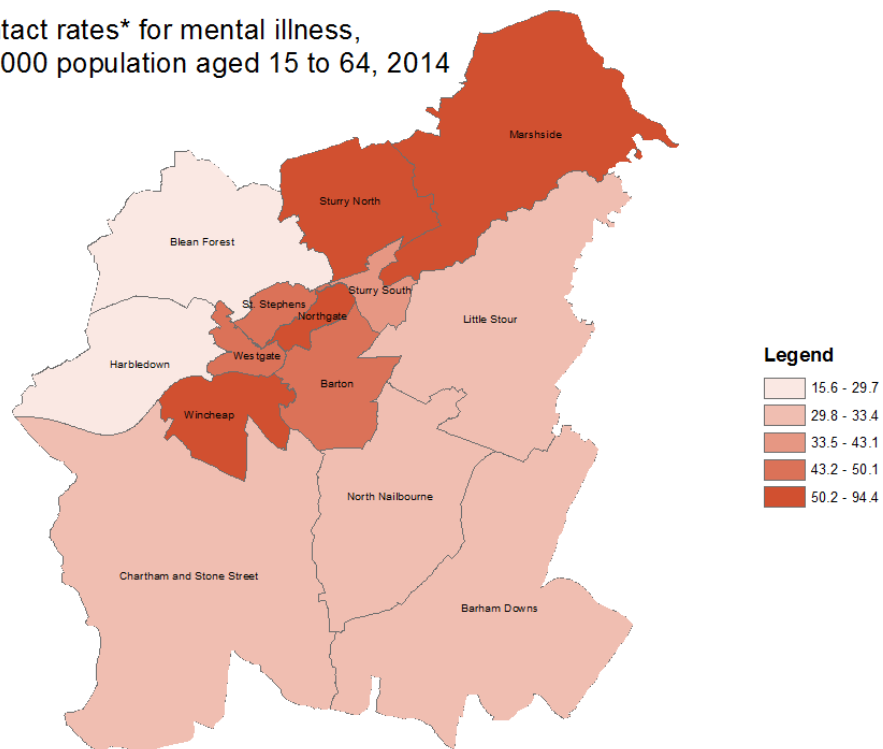 ntact rates* for mental illness,
000 population aged 15 to 64, 2014
Marshside
Sturry North
Blean Forest
Sturry South
St. Stephens
Northgate
Little Stour
Westgate
Harbledown
Barton
Wincheap
North Nailbourne
Chartham and Stone Street
Barham Downs
Legend
15.6 - 29.7
29.8 - 33.4
33.5 - 43.1
43.2 - 50.1
50.2 - 94.4